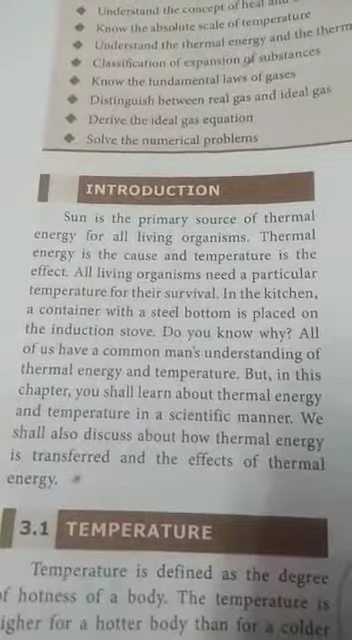 Understand the concept of heat and
Know the absolute scale of temperature
Understand the thermal energy and the therm
Classification of expansion of substances
Know the fundamental laws of gases
Distinguish between real gas and ideal gas
Derive the ideal gas equation
Solve the numerical problems
INTRODUCTION
Sun is the primary source of thermal
energy for all living organisms. Thermal
energy is the cause and temperature is the
effect. All living organisms need a particular
temperature for their survival. In the kitchen,
a container with a steel bottom is placed on
the induction stove. Do you know why? All
of us have a common man's understanding of
thermal energy and temperature. But, in this
chapter, you shall learn about thermal energy
and temperature in a scientific manner. We
shall also discuss about how thermal energy
is transferred and the effects of thermal
energy.
3.1 TEMPERATURE
Temperature is defined as the degree
of hotness of a body. The temperature is
igher for a hotter body than for a colder